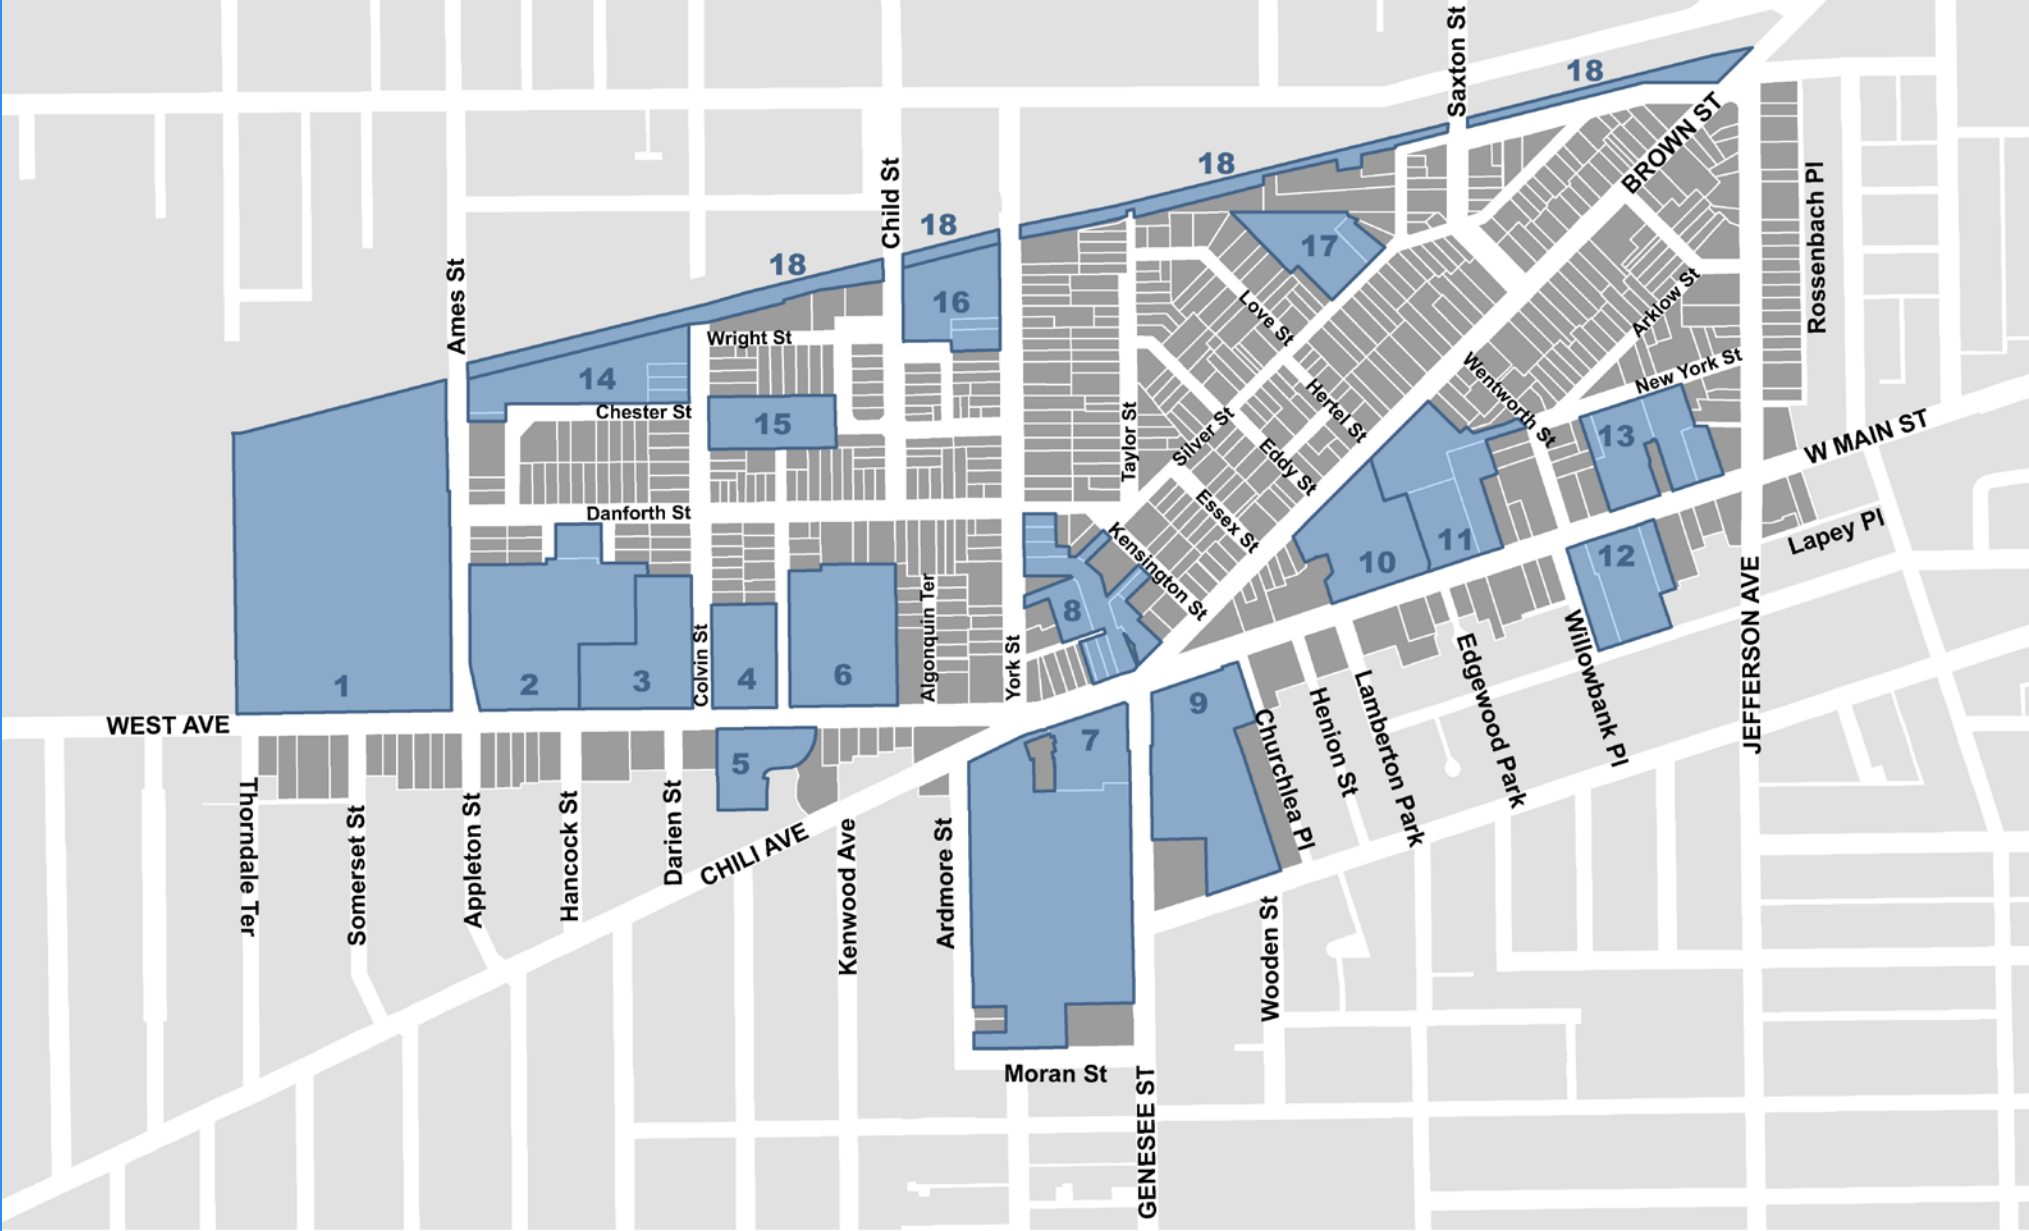 Saxton St
18
BROWN ST
18
Child St
Rosenbach Pl
18
17
18
Ames St
16
Love St
Arklow St
Wright St
14
New York St
Wentworth St
Hertel St
Chester St
15
Taylor St
Silver St
13
W MAIN ST
Eddy St
Danforth St
Essex St
Lapey Pl
11
10
12
Kensington St
8
Algonquin Ter
JEFFERSON AVE
Colvin St
York St
1
2
3
4
6
Edgewood Park
Willowbank Pl
9
WEST AVE
5
7
Churchlea Pl
Henion St
Lamberton Park
Thorndale Ter
Somerset St
Appleton St
Hancock St
Darien St
CHILI AVE
Kenwood Ave
Ardmore St
Wooden St
Moran St
GENESEE ST